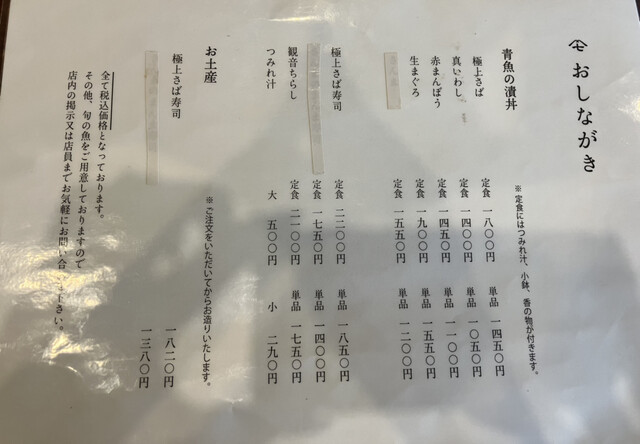 おしながき
※定食にはつみれ汁、小鉢、香の物が付きます。
青魚の漬丼
極上さば 定食 一八〇〇円 単品 一四五〇円
真いわし 定食 一四〇〇円 単品 一〇五〇円
赤まんぼう 定食 一四五〇円 単品 一一〇〇円
生まぐろ 定食 一九〇〇円 単品 一五五〇円
定食 一五五〇円 単品 一二〇〇円
極上さば寿司 定食 二二〇〇円 単品 一八五〇円
定食 一七五〇円 単品 一四〇〇円
観音ちらし 定食 二一〇〇円 単品 一七五〇円
つみれ汁 大 五〇〇円 小 二九〇円
お土産 ※ご注文をいただいてからお造りいたします。
極上さば寿司 一八二〇円
一三八〇円
全て税込価格となっております。
その他、旬の魚をご用意しておりますので
店内の掲示又は店員までお気軽にお問い合わせ下さい。